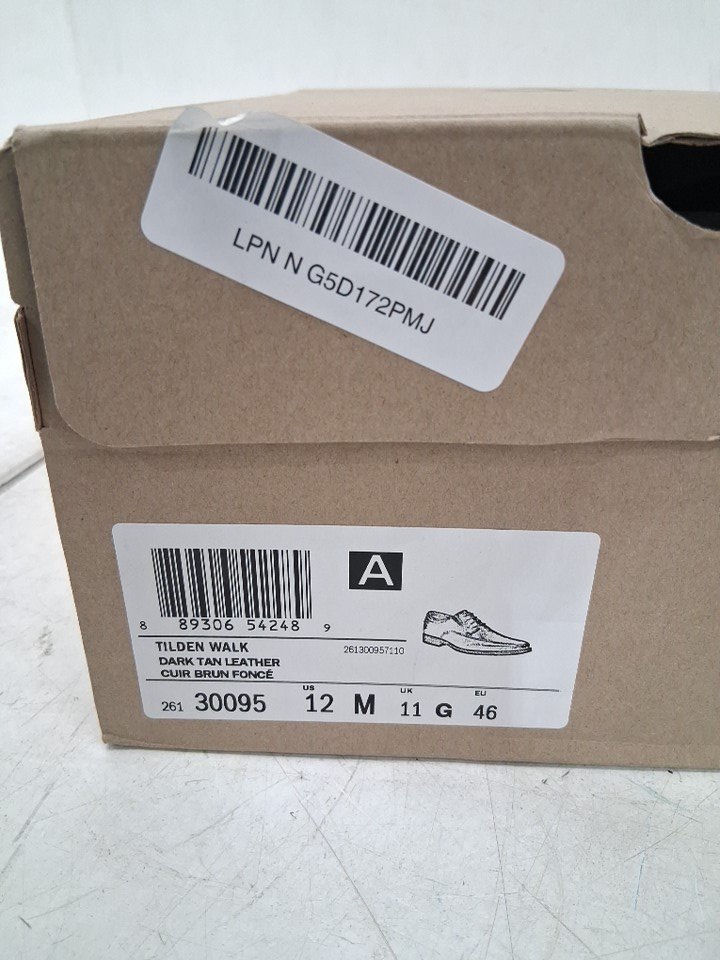 LPN N G5D172PMJ
A
8 89306 54248 9
TILDEN WALK
261300957110
DARK TAN LEATHER
CUIR BRUN FONCÉ
261 30095 US 12 M UK 11 G EU 46